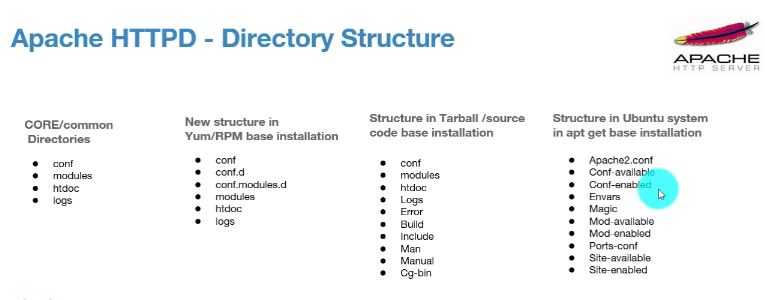 Apache HTTPD - Directory Structure
APACHE
HTTP SERVER
CORE/common
Directories
conf
modules
htdoc
logs
New structure in
Yum/RPM base installation
conf
conf.d
conf.modules.d
modules
htdoc
logs
Structure in Tarball /source
code base installation
conf
modules
htdoc
Logs
Error
Build
Include
Man
Manual
Cg-bin
Structure in Ubuntu system
in apt get base installation
Apache2.conf
Conf-available
Conf-enabled
Envars
Magic
Mod-available
Mod-enabled
Ports-conf
Site-available
Site-enabled